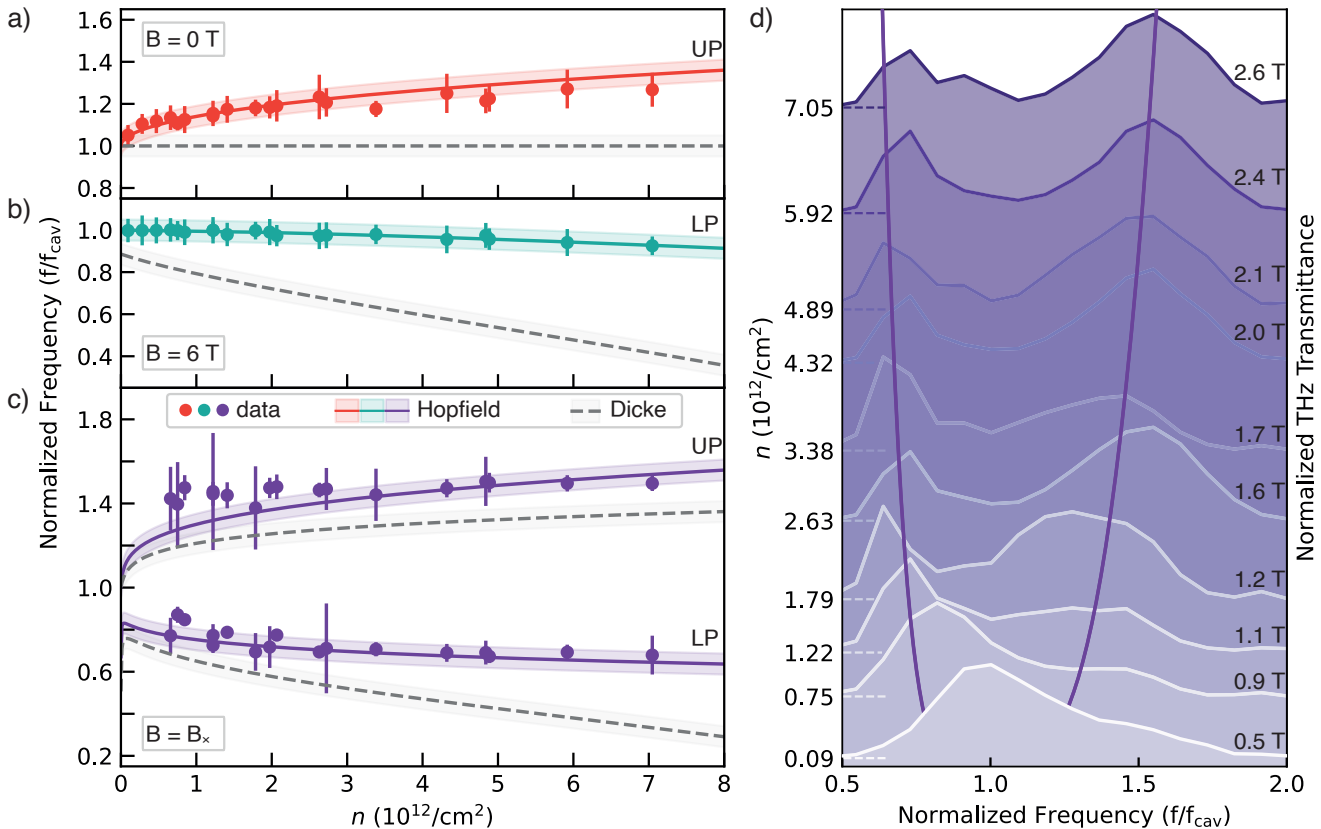 a)
B = 0 T
UP
1.6
1.4
1.2
1.0
0.8
b)
LP
1.0
0.8
0.6
0.4
B = 6 T
Normalized Frequency (f/f_cav)
c)
data Hopfield Dicke
UP
1.8
1.4
1.0
LP
0.6
0.2
B = B×
0 1 2 3 4 5 6 7 8
n (10^12/cm^2)
d)
2.6 T
7.05
2.4 T
5.92
2.1 T
4.89
2.0 T
4.32
1.7 T
3.38
1.6 T
2.63
1.2 T
1.79
1.1 T
1.22
0.9 T
0.75
0.5 T
0.09
n (10^12/cm^2)
Normalized THz Transmittance
0.5 1.0 1.5 2.0
Normalized Frequency (f/f_cav)